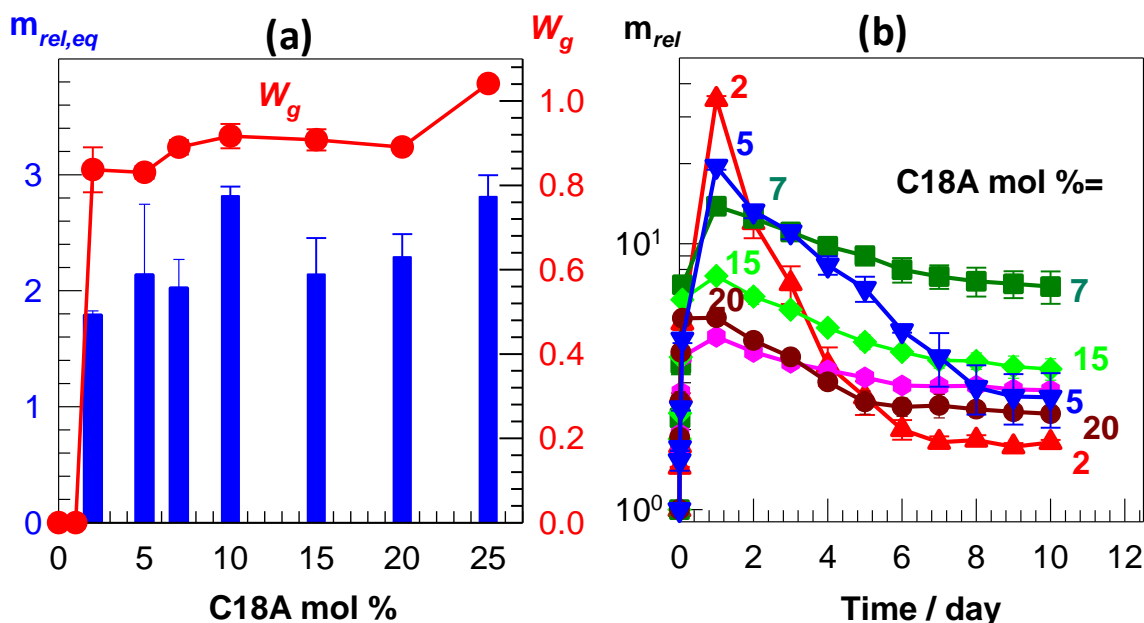 m_rel,eq
(a)
W_g
W_g
3
2
1
0
1.0
0.8
0.6
0.4
0.2
0.0
0 5 10 15 20 25
C18A mol %
m_rel
(b)
2
5
7
C18A mol %=
15
20
7
15
5
20
2
10^1
10^0
0 2 4 6 8 10 12
Time / day